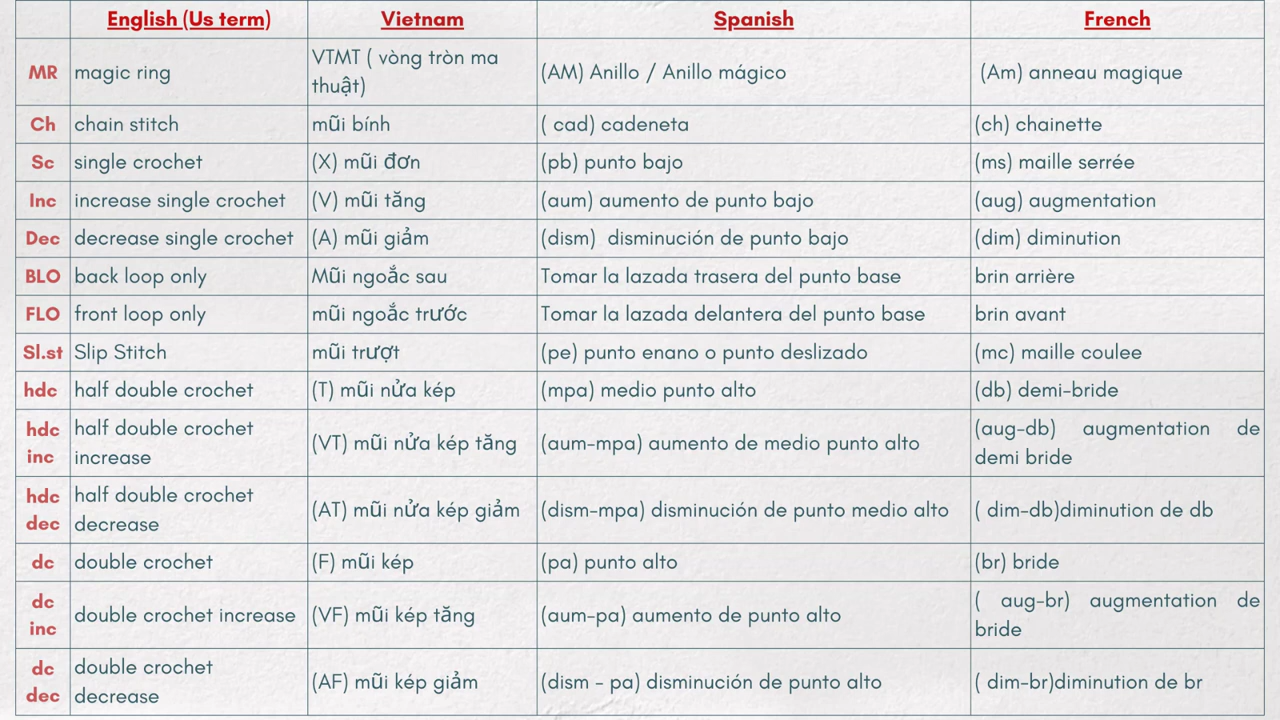 English (Us term) Vietnam Spanish French
MR magic ring VTMT ( vòng tròn ma thuật) (AM) Anillo / Anillo mágico (Am) anneau magique
Ch chain stitch mũi bính ( cad) cadeneta (ch) chainette
Sc single crochet (X) mũi đơn (pb) punto bajo (ms) maille serrée
Inc increase single crochet (V) mũi tăng (aum) aumento de punto bajo (aug) augmentation
Dec decrease single crochet (A) mũi giảm (dism) disminución de punto bajo (dim) diminution
BLO back loop only Mũi ngoắc sau Tomar la lazada trasera del punto base brin arrière
FLO front loop only mũi ngoắc trước Tomar la lazada delantera del punto base brin avant
Sl.st Slip Stitch mũi trượt (pe) punto enano o punto deslizado (mc) maille coulee
hdc half double crochet (T) mũi nửa kép (mpa) medio punto alto (db) demi-bride
hdc inc half double crochet increase (VT) mũi nửa kép tăng (aum-mpa) aumento de medio punto alto (aug-db) augmentation de demi bride
hdc dec half double crochet decrease (AT) mũi nửa kép giảm (dism-mpa) disminución de punto medio alto ( dim-db)diminution de db
dc double crochet (F) mũi kép (pa) punto alto (br) bride
dc inc double crochet increase (VF) mũi kép tăng (aum-pa) aumento de punto alto ( aug-br) augmentation de bride
dc dec double crochet decrease (AF) mũi kép giảm (dism - pa) disminución de punto alto ( dim-br)diminution de br